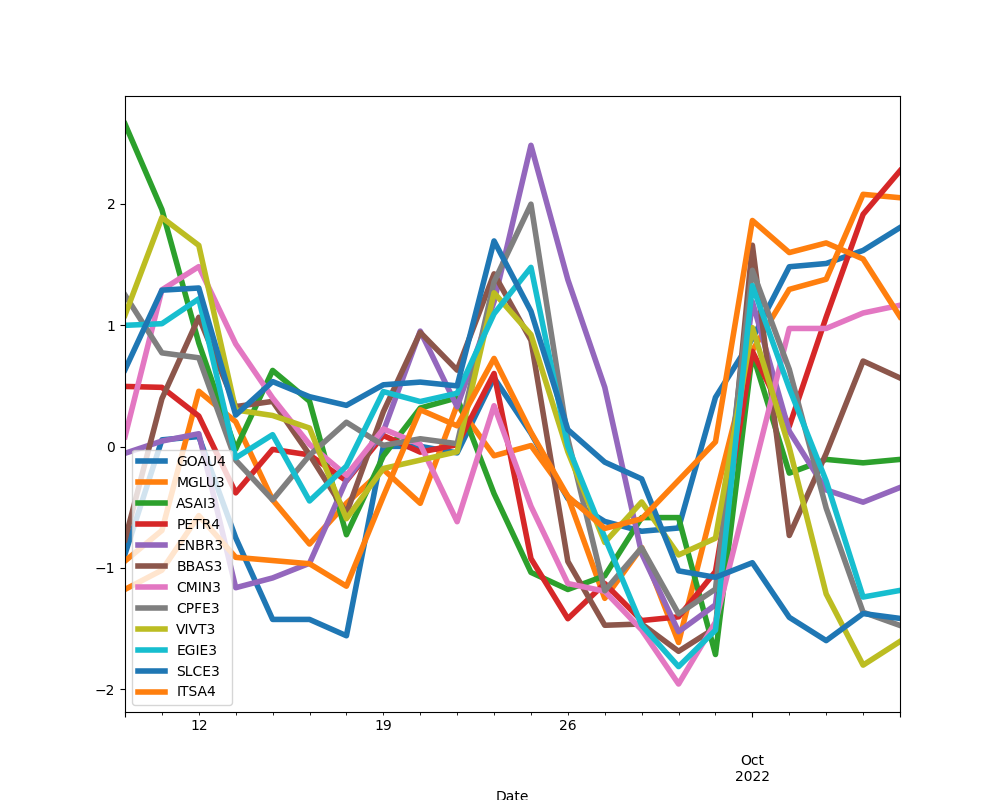 2
1
0
−1
−2
GOAU4
MGLU3
ASAI3
PETR4
ENBR3
BBAS3
CMIN3
CPFE3
VIVT3
EGIE3
SLCE3
ITSA4
12 19 26
Oct
2022
Date